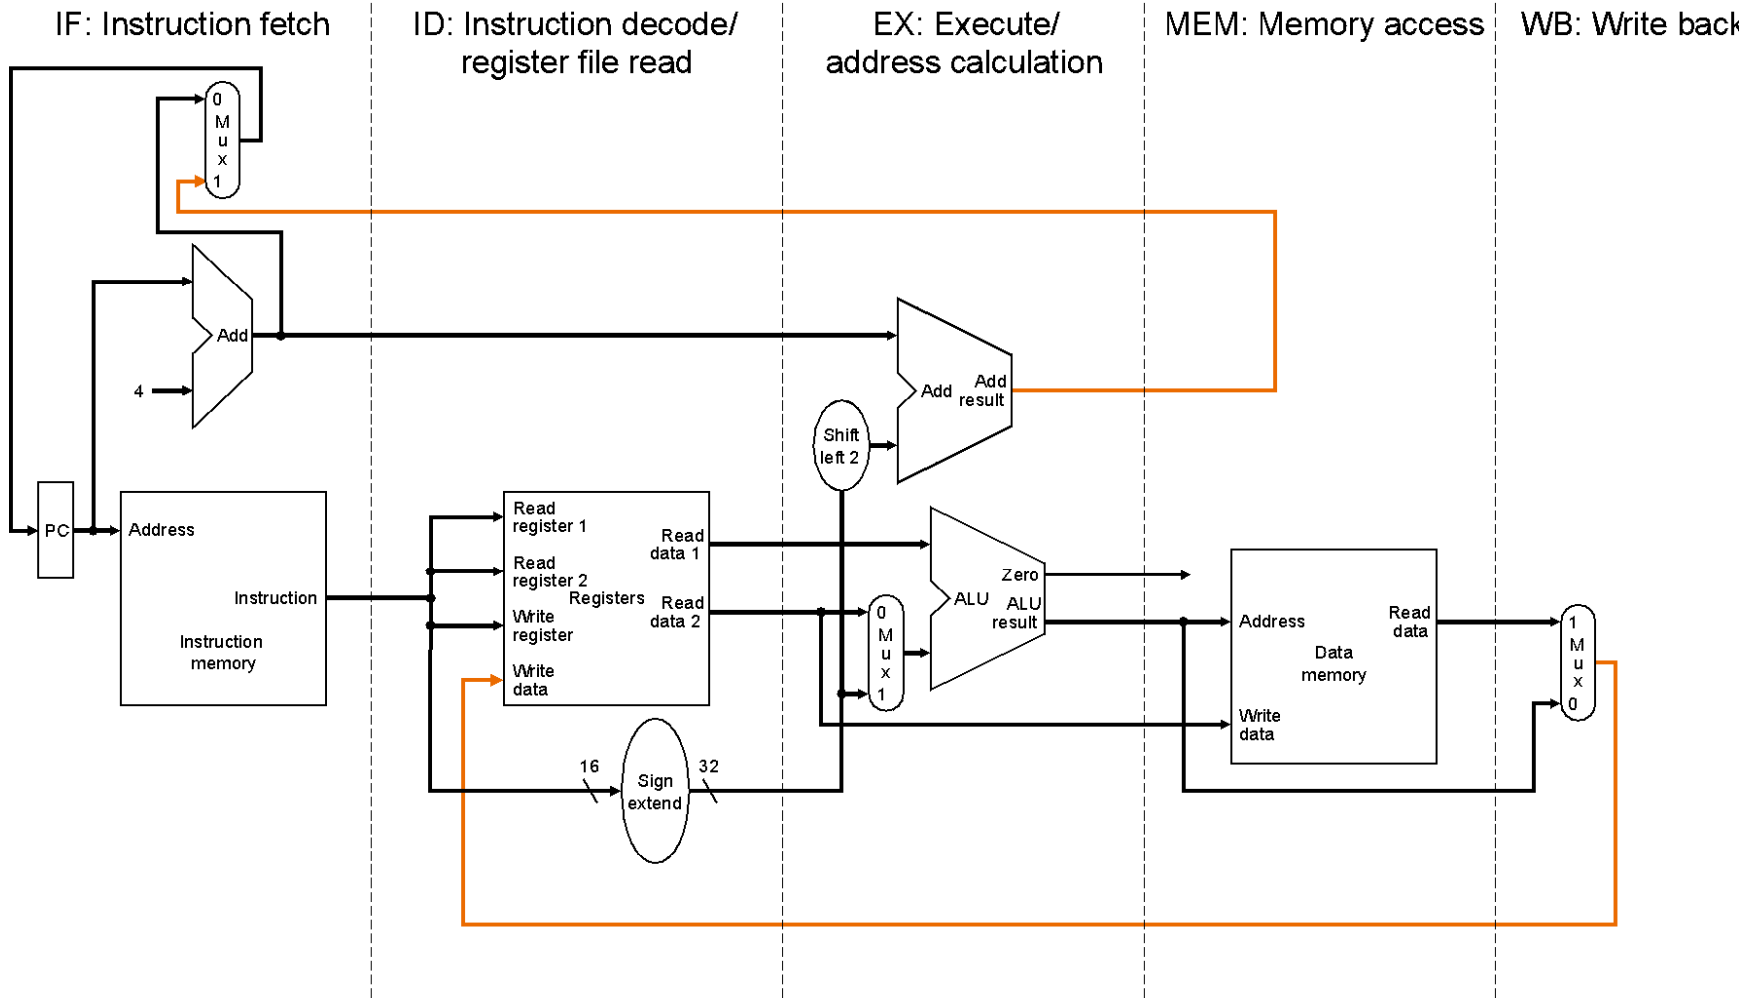 IF: Instruction fetch
ID: Instruction decode/
register file read
EX: Execute/
address calculation
MEM: Memory access
WB: Write back
0
M
u
x
1
Add
4
PC
Address
Instruction
Instruction
memory
Read
register 1
Read
register 2
Write
register
Write
data
Registers
Read
data 1
Read
data 2
16
Sign
extend
32
Shift
left 2
Add
Add
result
0
M
u
x
1
ALU
Zero
ALU
result
Address
Read
data
Data
memory
Write
data
1
M
u
x
0